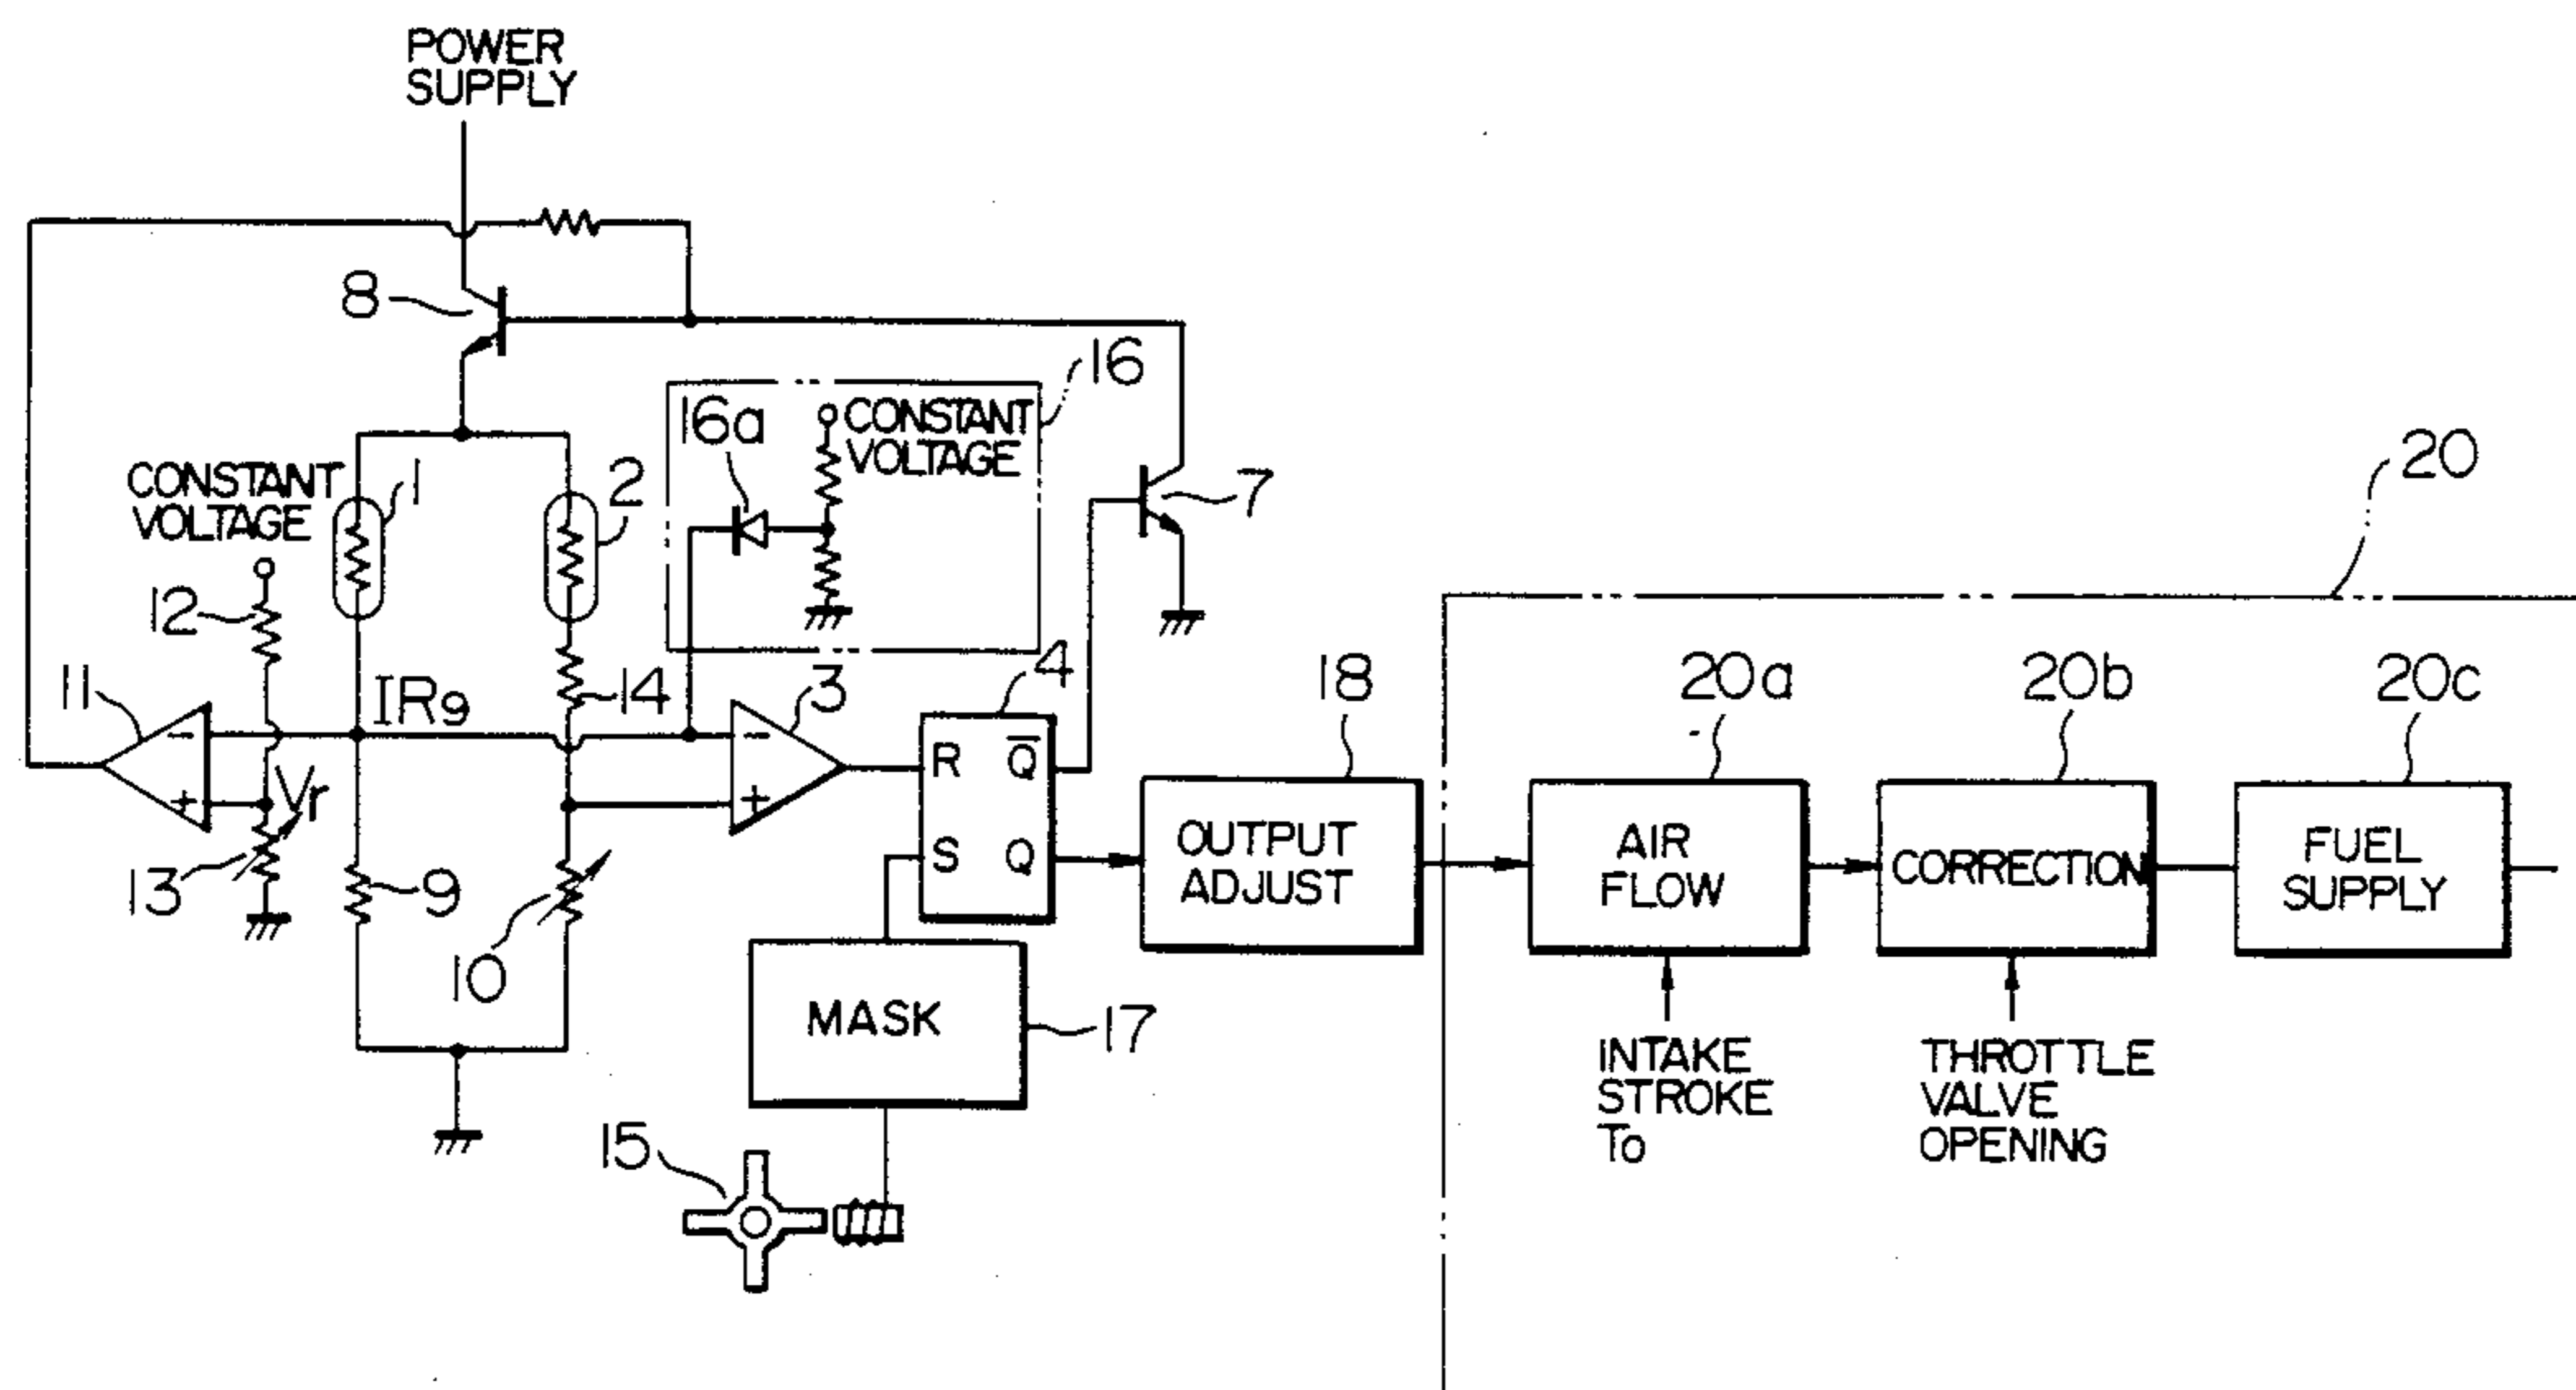 POWER
SUPPLY
8
16
16a
CONSTANT
VOLTAGE
CONSTANT
VOLTAGE
1
2
7
20
12
11
IR9
14
3
4
18
20a
20b
20c
Vr
R
Q̅
S
Q
OUTPUT
ADJUST
AIR
FLOW
CORRECTION
FUEL
SUPPLY
13
9
10
MASK
17
INTAKE
STROKE
To
THROTTLE
VALVE
OPENING
15